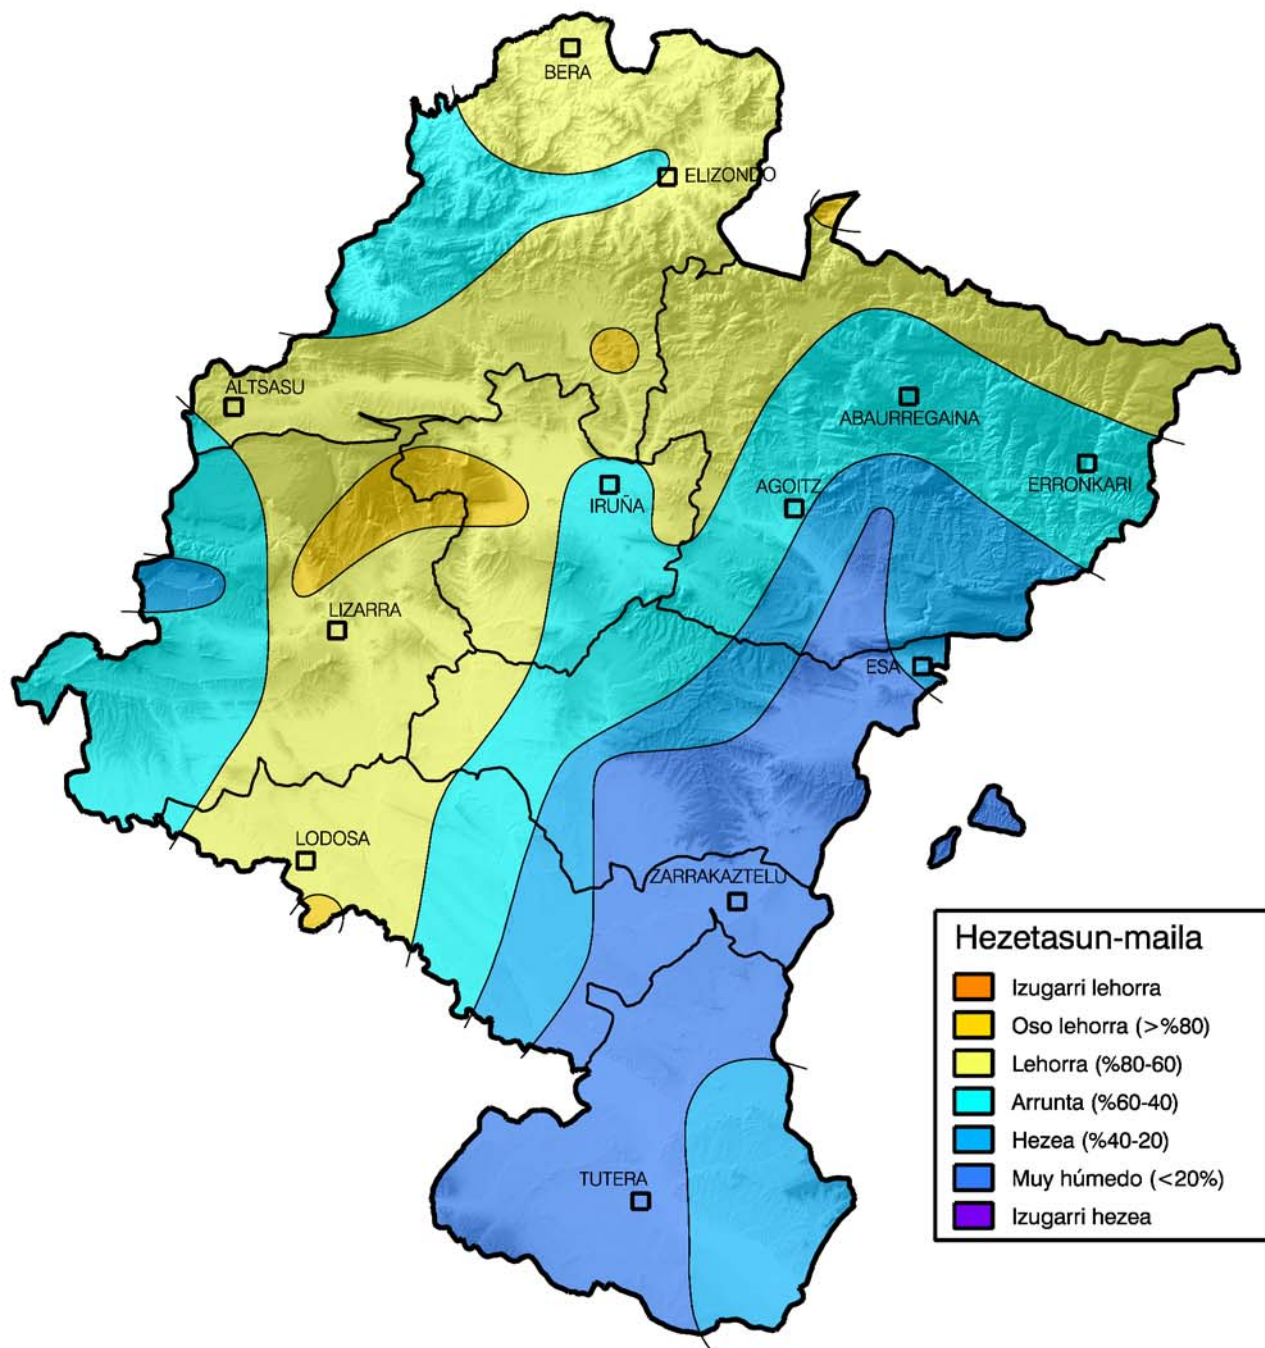 BERA
ELIZONDO
ALTSASU
ABAURREGAINA
ERRONKARI
AGOITZ
IRUÑA
LIZARRA
ESA
LODOSA
ZARRAKAZTELU
TUTERA
Hezetasun-maila
Izugarri lehorra
Oso lehorra (>%80)
Lehorra (%80-60)
Arrunta (%60-40)
Hezea (%40-20)
Muy húmedo (<20%)
Izugarri hezea